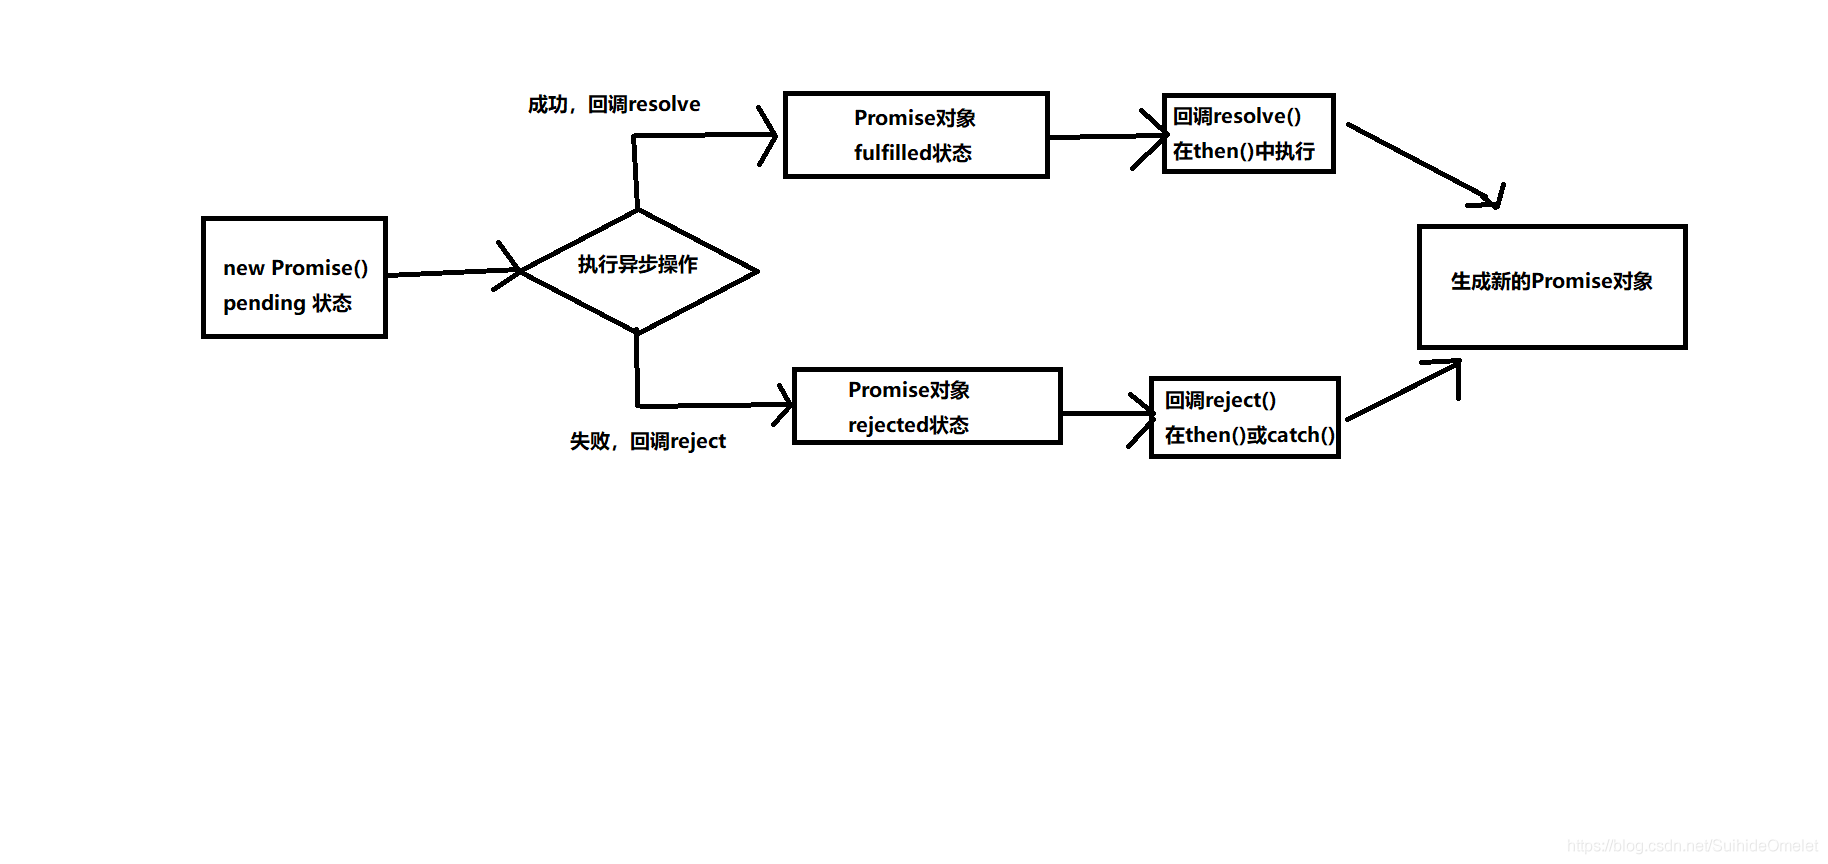 成功，回调resolve
Promise对象
fulfilled状态
回调resolve()
在then()中执行
new Promise()
pending 状态
执行异步操作
生成新的Promise对象
Promise对象
rejected状态
回调reject()
在then()或catch()
失败，回调reject
https://blog.csdn.net/SuihideOmelet